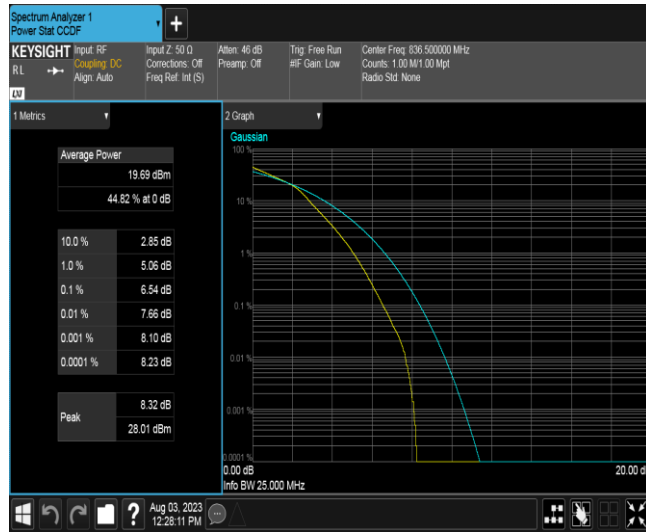 Spectrum Analyzer 1
Power Stat CCDF
+
KEYSIGHT
RL
LXI
Input: RF
Coupling: DC
Align: Auto
Input Z: 50 Ω
Corrections: Off
Freq Ref: Int (S)
Atten: 46 dB
Preamp: Off
Trig: Free Run
#IF Gain: Low
Center Freq: 836.500000 MHz
Counts: 1.00 M/1.00 Mpt
Radio Std: None
1 Metrics
Average Power
19.69 dBm
44.82 % at 0 dB
10.0 % 2.85 dB
1.0 % 5.06 dB
0.1 % 6.54 dB
0.01 % 7.66 dB
0.001 % 8.10 dB
0.0001 % 8.23 dB
Peak
8.32 dB
28.01 dBm
2 Graph
Gaussian
100 %
10 %
1 %
0.1 %
0.01 %
0.001 %
0.0001 %
0.00 dB
20.00 d
Info BW 25.000 MHz
?
Aug 03, 2023
12:28:11 PM